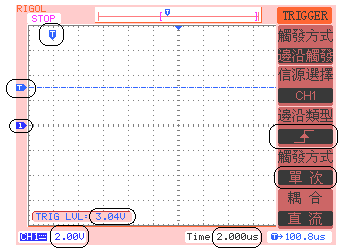 RIGOL
STOP
TRIGGER
觸發方式
邊沿觸發
信源選擇
CH1
邊沿類型
觸發方式
單 次
耦 合
直 流
T
T
1
TRIG LVL: 3.04V
CH1 2.00V Time 2.000us T→100.8us